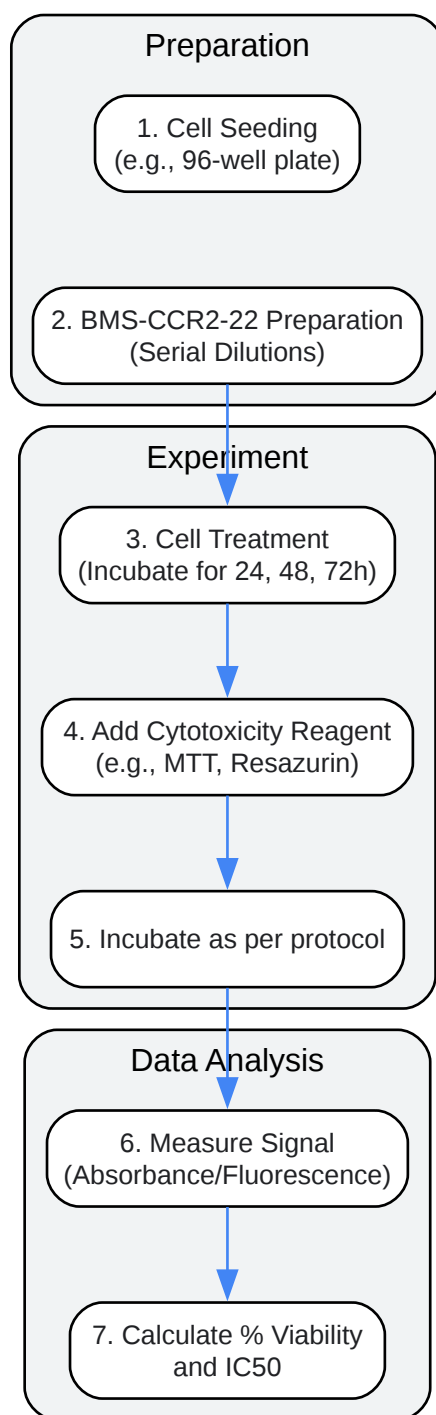 Preparation
1. Cell Seeding
(e.g., 96-well plate)
2. BMS-CCR2-22 Preparation
(Serial Dilutions)
Experiment
3. Cell Treatment
(Incubate for 24, 48, 72h)
4. Add Cytotoxicity Reagent
(e.g., MTT, Resazurin)
5. Incubate as per protocol
Data Analysis
6. Measure Signal
(Absorbance/Fluorescence)
7. Calculate % Viability
and IC50